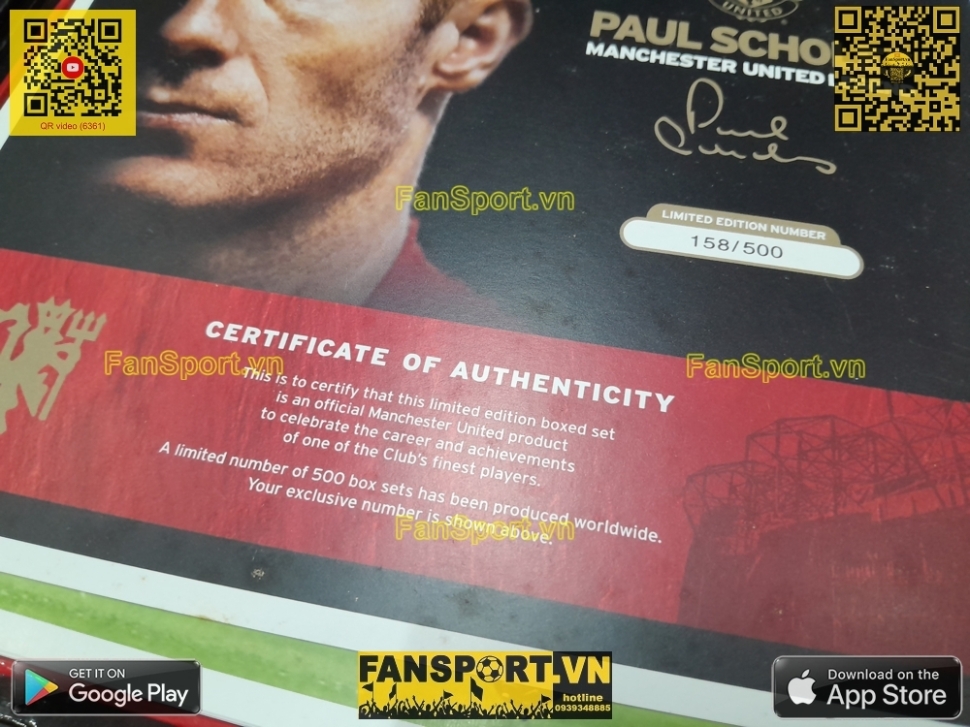 QR video (6361)
UNITED
PAUL SCHO
MANCHESTER UNITED
LIMITED EDITION NUMBER
158/500
FanSport.vn
CERTIFICATE OF AUTHENTICITY
FanSport.vn
FanSport.vn
This is to certify that this limited edition boxed set
is an official Manchester United product
to celebrate the career and achievements
of one of the Club's finest players.
A limited number of 500 box sets has been produced worldwide.
Your exclusive number is shown above.
FanSport.vn
GET IT ON
Google Play
FANSPORT.VN
hotline
0939348885
Download on the
App Store